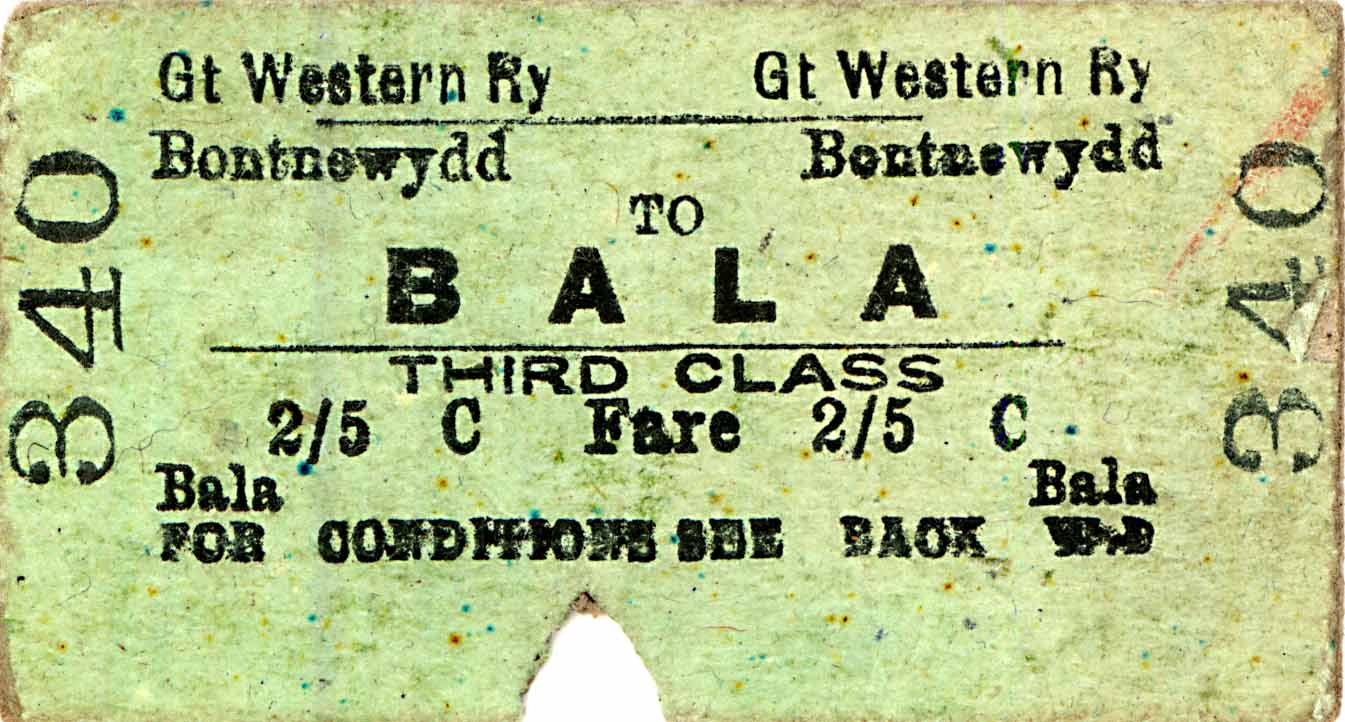 Gt Western Ry Gt Western Ry
Bontnewydd Bontnewydd
TO
BALA
THIRD CLASS
2/5 C Fare 2/5 C
Bala Bala
FOR CONDITIONS SEE BACK W.D
340
340